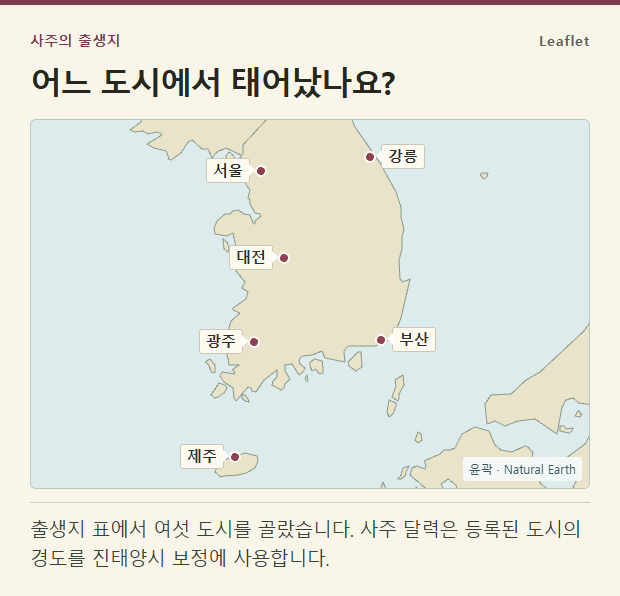 사주의 출생지
Leaflet
어느 도시에서 태어났나요?
서울
강릉
대전
광주
부산
제주
윤곽 · Natural Earth
출생지 표에서 여섯 도시를 골랐습니다. 사주 달력은 등록된 도시의
경도를 진태양시 보정에 사용합니다.